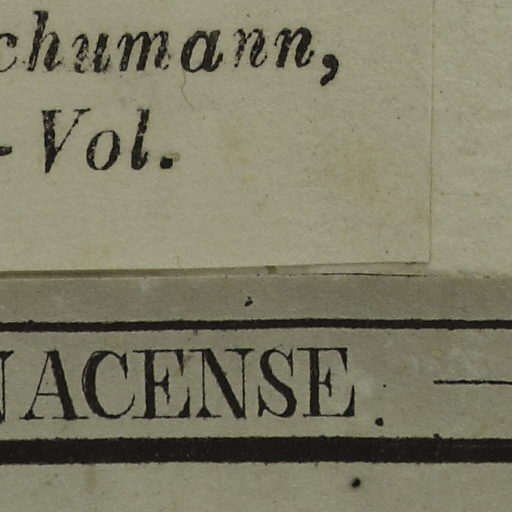 chumann,
- Vol.
NACENSE.